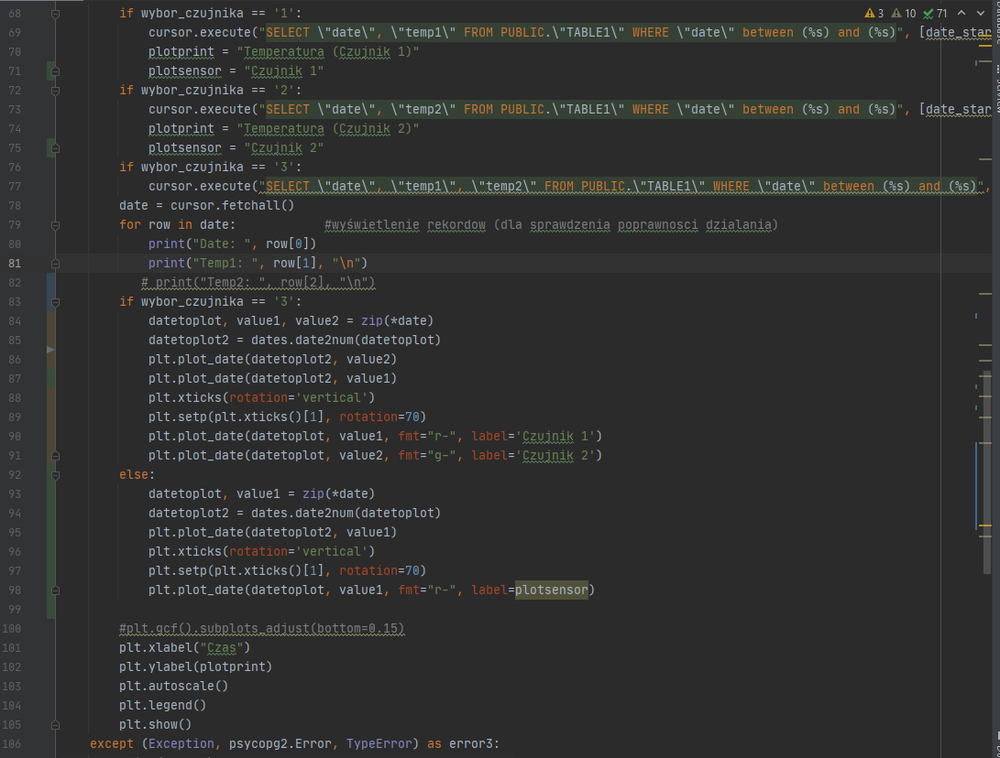 3 10 71
68 if wybor_czujnika == '1':
69 cursor.execute("SELECT \"date\", \"temp1\" FROM PUBLIC.\"TABLE1\" WHERE \"date\" between (%s) and (%s)", [date_star
70 plotprint = "Temperatura (Czujnik 1)"
71 plotsensor = "Czujnik 1"
72 if wybor_czujnika == '2':
73 cursor.execute("SELECT \"date\", \"temp2\" FROM PUBLIC.\"TABLE1\" WHERE \"date\" between (%s) and (%s)", [date_star
74 plotprint = "Temperatura (Czujnik 2)"
75 plotsensor = "Czujnik 2"
76 if wybor_czujnika == '3':
77 cursor.execute("SELECT \"date\", \"temp1\", \"temp2\" FROM PUBLIC.\"TABLE1\" WHERE \"date\" between (%s) and (%s)",
78 date = cursor.fetchall()
79 for row in date: #wyświetlenie rekordow (dla sprawdzenia poprawnosci dzialania)
80 print("Date: ", row[0])
81 print("Temp1: ", row[1], "\n")
82 # print("Temp2: ", row[2], "\n")
83 if wybor_czujnika == '3':
84 datetoplot, value1, value2 = zip(*date)
85 datetoplot2 = dates.date2num(datetoplot)
86 plt.plot_date(datetoplot2, value2)
87 plt.plot_date(datetoplot2, value1)
88 plt.xticks(rotation='vertical')
89 plt.setp(plt.xticks()[1], rotation=70)
90 plt.plot_date(datetoplot, value1, fmt="r-", label='Czujnik 1')
91 plt.plot_date(datetoplot, value2, fmt="g-", label='Czujnik 2')
92 else:
93 datetoplot, value1 = zip(*date)
94 datetoplot2 = dates.date2num(datetoplot)
95 plt.plot_date(datetoplot2, value1)
96 plt.xticks(rotation='vertical')
97 plt.setp(plt.xticks()[1], rotation=70)
98 plt.plot_date(datetoplot, value1, fmt="r-", label=plotsensor)
99
100 #plt.gcf().subplots_adjust(bottom=0.15)
101 plt.xlabel("Czas")
102 plt.ylabel(plotprint)
103 plt.autoscale()
104 plt.legend()
105 plt.show()
106 except (Exception, psycopg2.Error, TypeError) as error3: